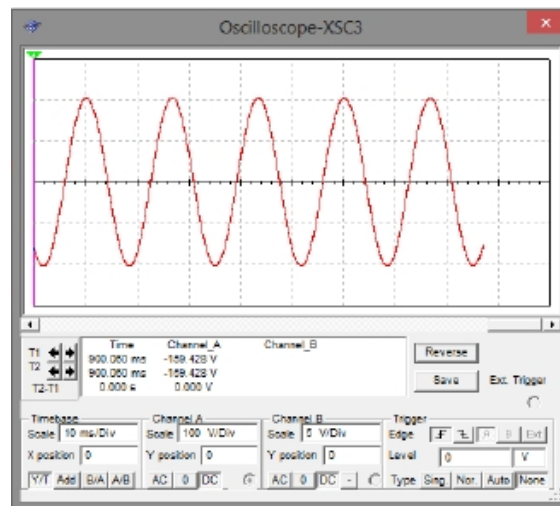 Oscilloscope-XSC3
Time Channel_A Channel_B
T1 900.060 ms -169.428 V
T2 900.060 ms -169.428 V
T2-T1 0.000 s 0.000 V
Reverse
Save
Ext. Trigger
Timebase
Scale 10 ms/Div
X position 0
Y/T Add B/A A/B
Channel A
Scale 100 V/Div
Y position 0
AC 0 DC
Channel B
Scale 5 V/Div
Y position 0
AC 0 DC -
Trigger
Edge A B Ext
Level 0 V
Type Sing. Nor. Auto None